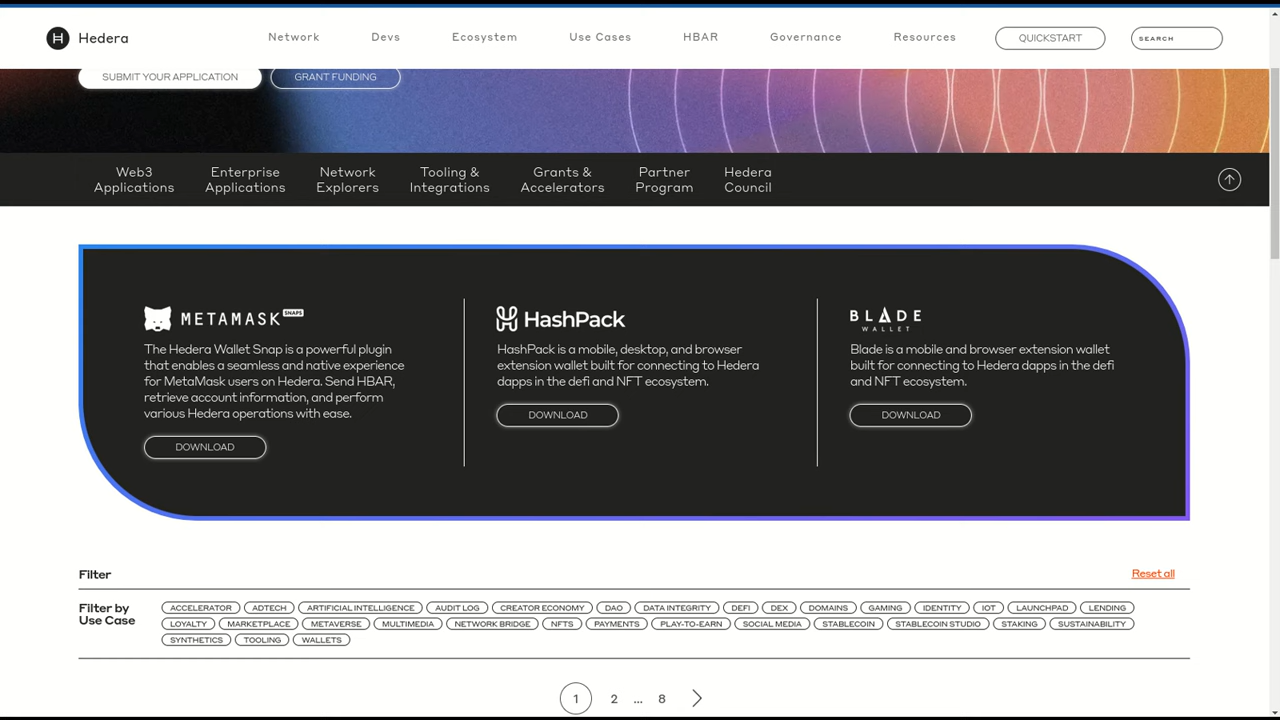 Hedera
Network Devs Ecosystem Use Cases HBAR Governance Resources QUICKSTART SEARCH
SUBMIT YOUR APPLICATION GRANT FUNDING
Web3 Applications
Enterprise Applications
Network Explorers
Tooling & Integrations
Grants & Accelerators
Partner Program
Hedera Council
METAMASK SNAPS
The Hedera Wallet Snap is a powerful plugin
that enables a seamless and native experience
for MetaMask users on Hedera. Send HBAR,
retrieve account information, and perform
various Hedera operations with ease.
DOWNLOAD
HashPack
HashPack is a mobile, desktop, and browser
extension wallet built for connecting to Hedera
dapps in the defi and NFT ecosystem.
DOWNLOAD
BLADE
WALLET
Blade is a mobile and browser extension wallet
built for connecting to Hedera dapps in the defi
and NFT ecosystem.
DOWNLOAD
Filter
Reset all
Filter by
Use Case
ACCELERATOR ADTECH ARTIFICIAL INTELLIGENCE AUDIT LOG CREATOR ECONOMY DAO DATA INTEGRITY DEFI DEX DOMAINS GAMING IDENTITY IOT LAUNCHPAD LENDING
LOYALTY MARKETPLACE METAVERSE MULTIMEDIA NETWORK BRIDGE NFTS PAYMENTS PLAY-TO-EARN SOCIAL MEDIA STABLECOIN STABLECOIN STUDIO STAKING SUSTAINABILITY
SYNTHETICS TOOLING WALLETS
1 2 ... 8